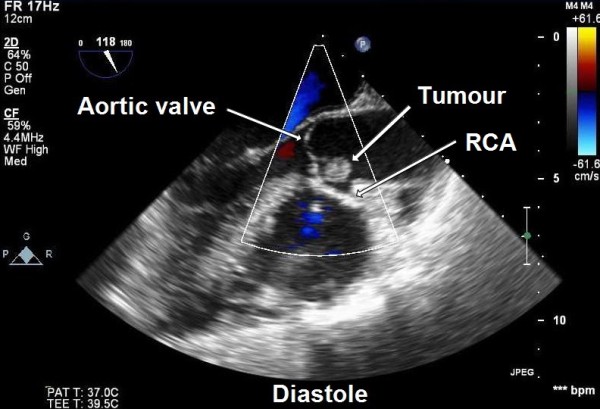 FR 17Hz
12cm
2D
64%
C 50
P Off
Gen
CF
59%
4.4MHz
WF High
Med
0 118 180
P
M4 M4
+61.6
-61.6
cm/s
0
5
10
Aortic valve
Tumour
RCA
G
P R
JPEG
*** bpm
PAT T: 37.0C
TEE T: 39.5C
Diastole